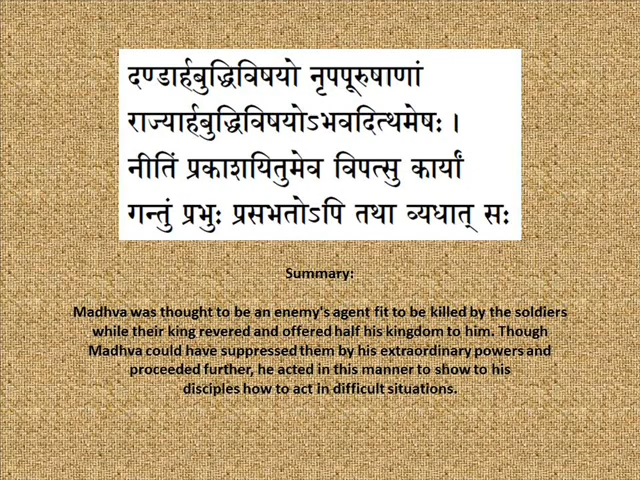 दण्डार्हबुद्धिविषयो नृपपूरुषाणां
राज्यार्हबुद्धिविषयोऽभवदित्थमेषः ।
नीतिं प्रकाशयितुमेव विपत्सु कार्यां
गन्तुं प्रभुः प्रसभतोऽपि तथा व्यधात् सः
Summary:
Madhva was thought to be an enemy's agent fit to be killed by the soldiers
while their king revered and offered half his kingdom to him. Though
Madhva could have suppressed them by his extraordinary powers and
proceeded further, he acted in this manner to show to his
disciples how to act in difficult situations.